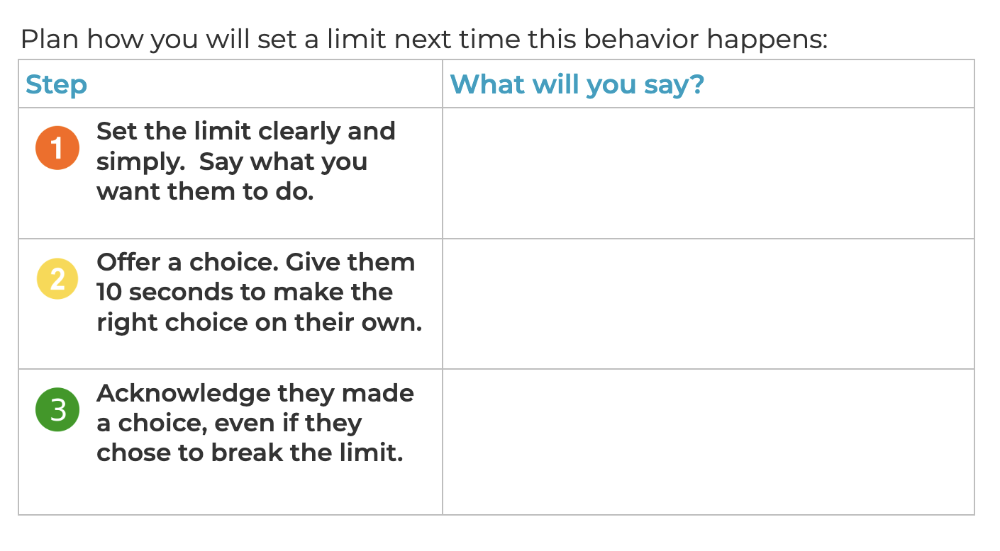 Plan how you will set a limit next time this behavior happens:
Step
What will you say?
1
Set the limit clearly and
simply.  Say what you
want them to do.
2
Offer a choice. Give them
10 seconds to make the
right choice on their own.
3
Acknowledge they made
a choice, even if they
chose to break the limit.